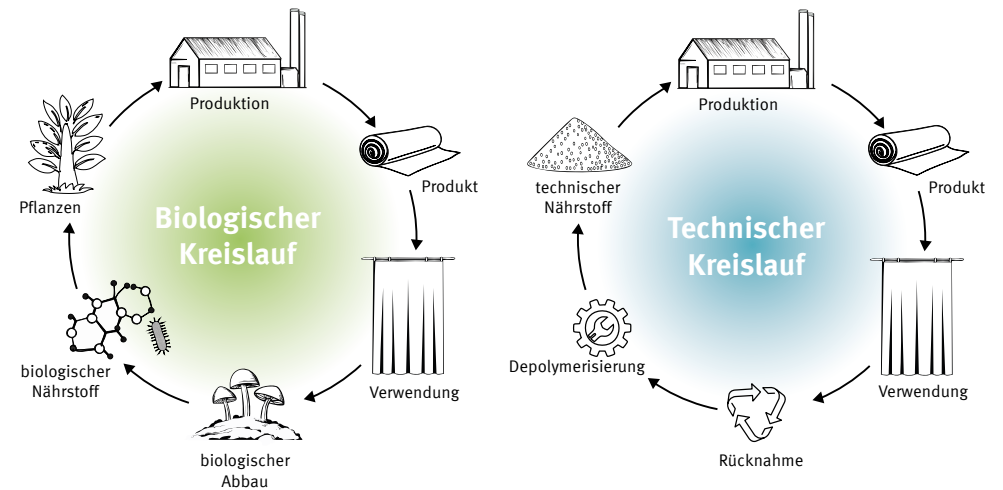 Produktion
Produkt
Pflanzen
Biologischer
Kreislauf
biologischer
Nährstoff
Verwendung
biologischer
Abbau
Produktion
technischer
Nährstoff
Produkt
Technischer
Kreislauf
Depolymerisierung
Verwendung
Rücknahme